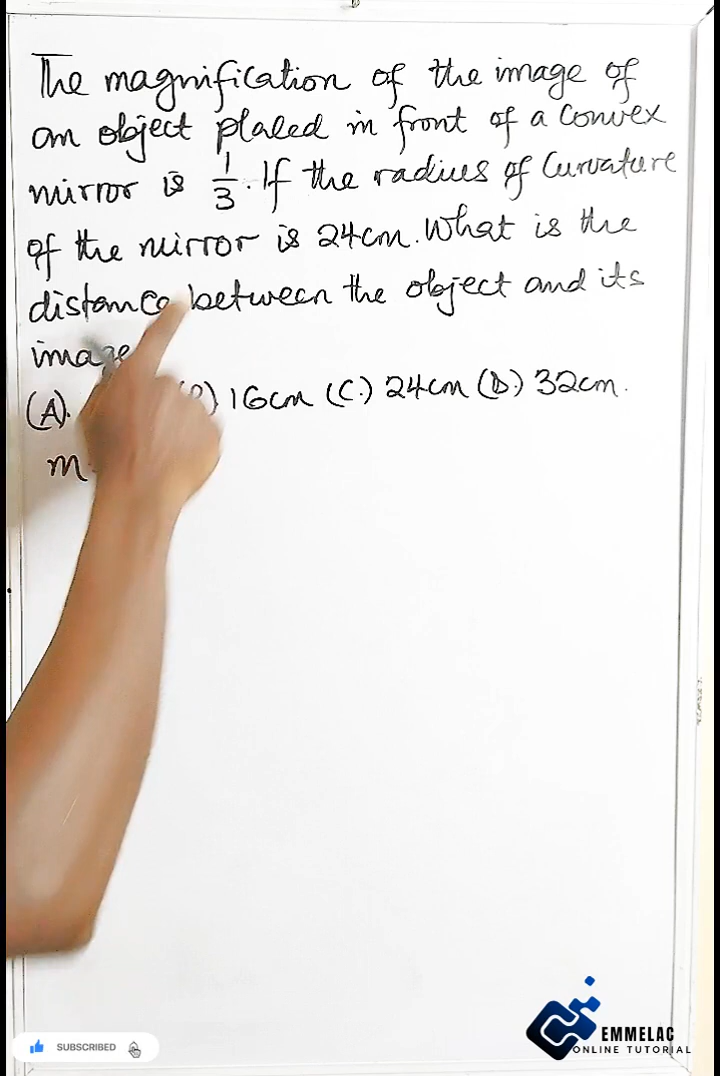 The magnification of the image of
an object placed in front of a convex
mirror is 1/3. If the radius of Curvature
of the mirror is 24cm. What is the
distance between the object and its
image
(A). ) 16cm (C.) 24cm (D.) 32cm.
m
SUBSCRIBED
EMMELAC
ONLINE TUTORIAL